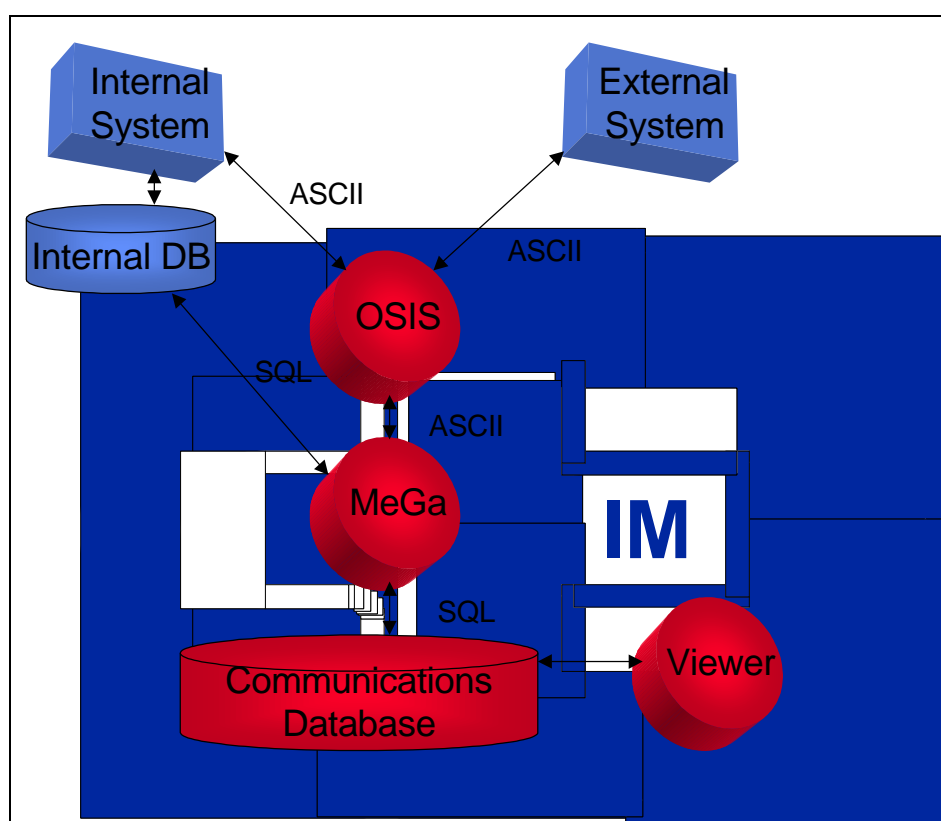 Internal
System
External
System
ASCII
Internal DB
ASCII
OSIS
SQL
ASCII
MeGa
IM
SQL
Communications
Database
Viewer